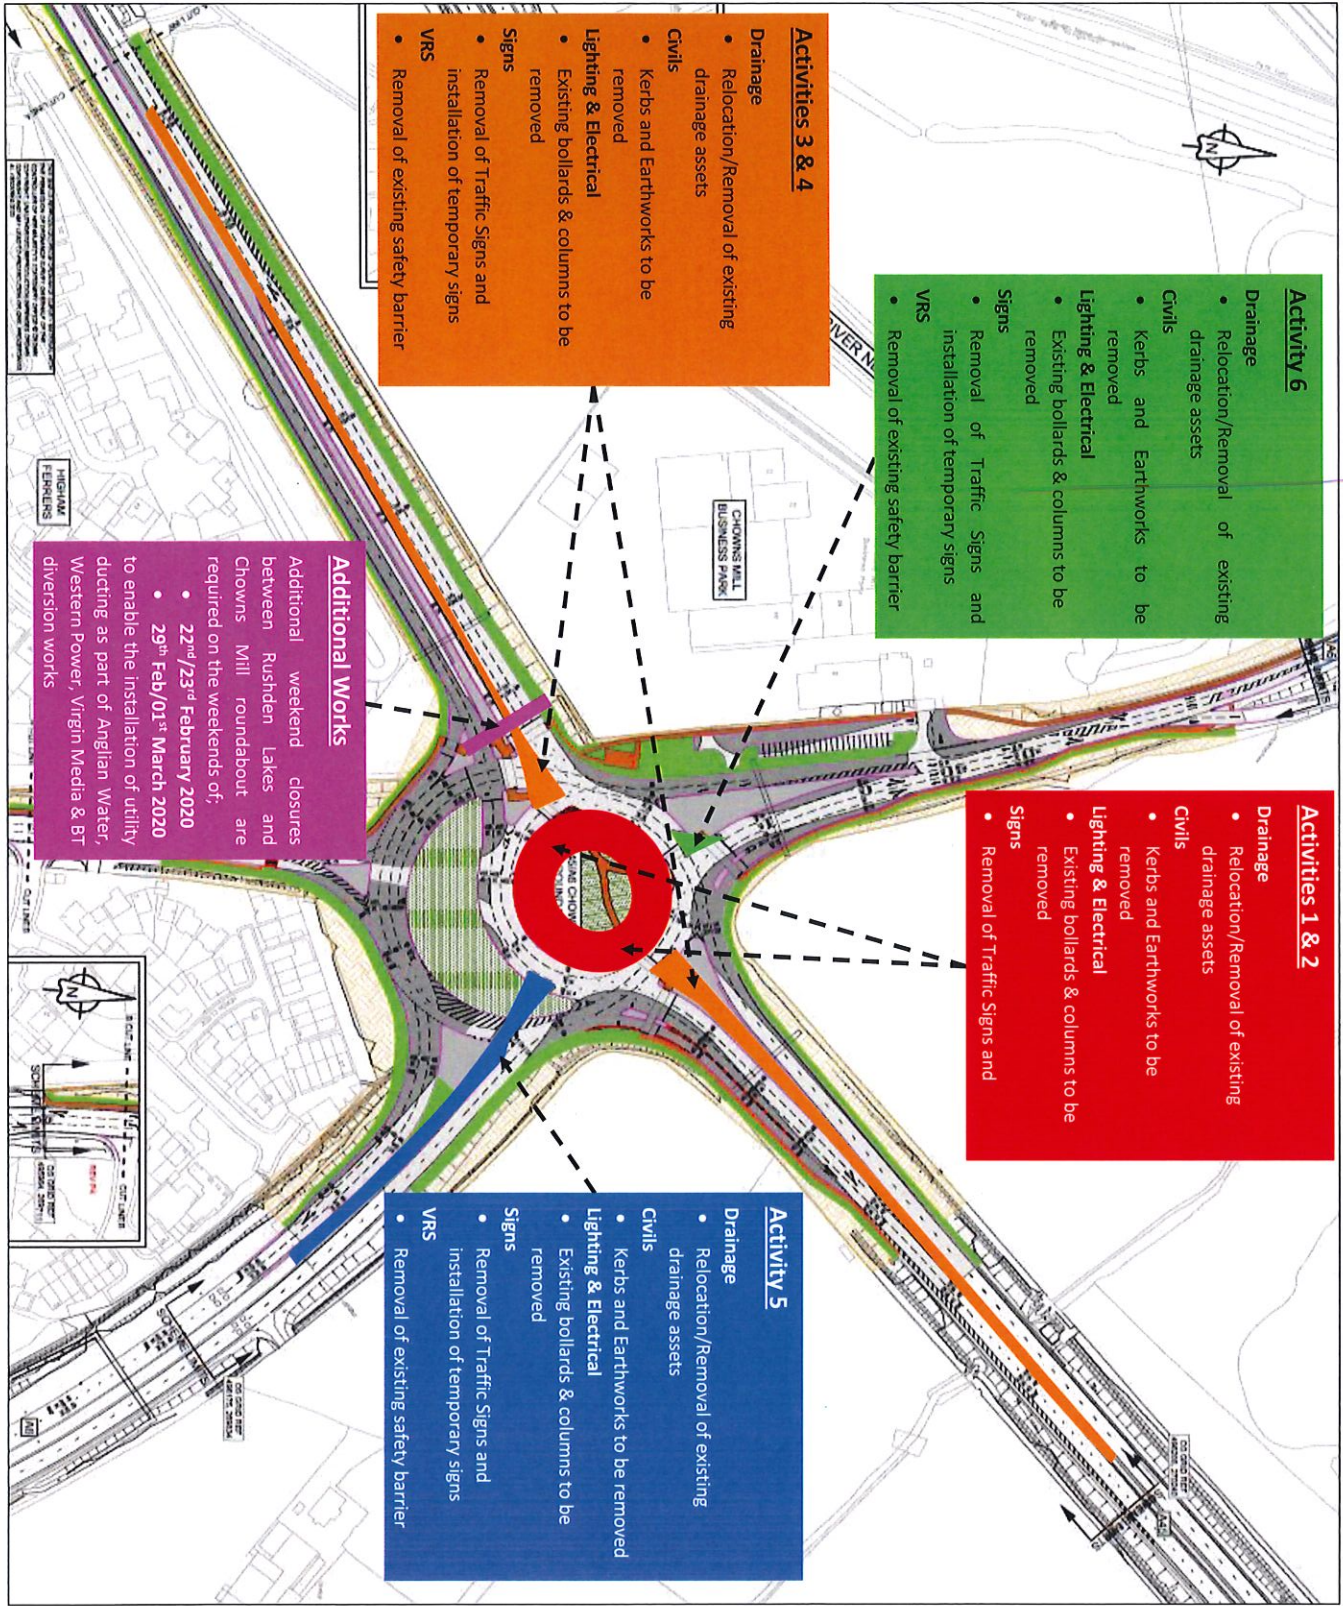 Activity 6
Drainage
• Relocation/Removal of existing
drainage assets
Civils
• Kerbs and Earthworks to be
removed
Lighting & Electrical
• Existing bollards & columns to be
removed
Signs
• Removal of Traffic Signs and
installation of temporary signs
VRS
• Removal of existing safety barrier
Activities 1 & 2
Drainage
• Relocation/Removal of existing
drainage assets
Civils
• Kerbs and Earthworks to be
removed
Lighting & Electrical
• Existing bollards & columns to be
removed
Signs
• Removal of Traffic Signs and
Activities 3 & 4
Drainage
• Relocation/Removal of existing
drainage assets
Civils
• Kerbs and Earthworks to be
removed
Lighting & Electrical
• Existing bollards & columns to be
removed
Signs
• Removal of Traffic Signs and
installation of temporary signs
VRS
• Removal of existing safety barrier
Activity 5
Drainage
• Relocation/Removal of existing
drainage assets
Civils
• Kerbs and Earthworks to be removed
Lighting & Electrical
• Existing bollards & columns to be
removed
Signs
• Removal of Traffic Signs and
installation of temporary signs
VRS
• Removal of existing safety barrier
Additional Works
Additional weekend closures
between Rushden Lakes and
Chowns Mill roundabout are
required on the weekends of;
• 22nd/23rd February 2020
• 29th Feb/01st March 2020
to enable the installation of utility
ducting as part of Anglian Water,
Western Power, Virgin Media & BT
diversion works
CHOWNS MILL
BUSINESS PARK
HIGHAM
FERRERS
N
N
A45
A6
CUT LINES
CUT LINE